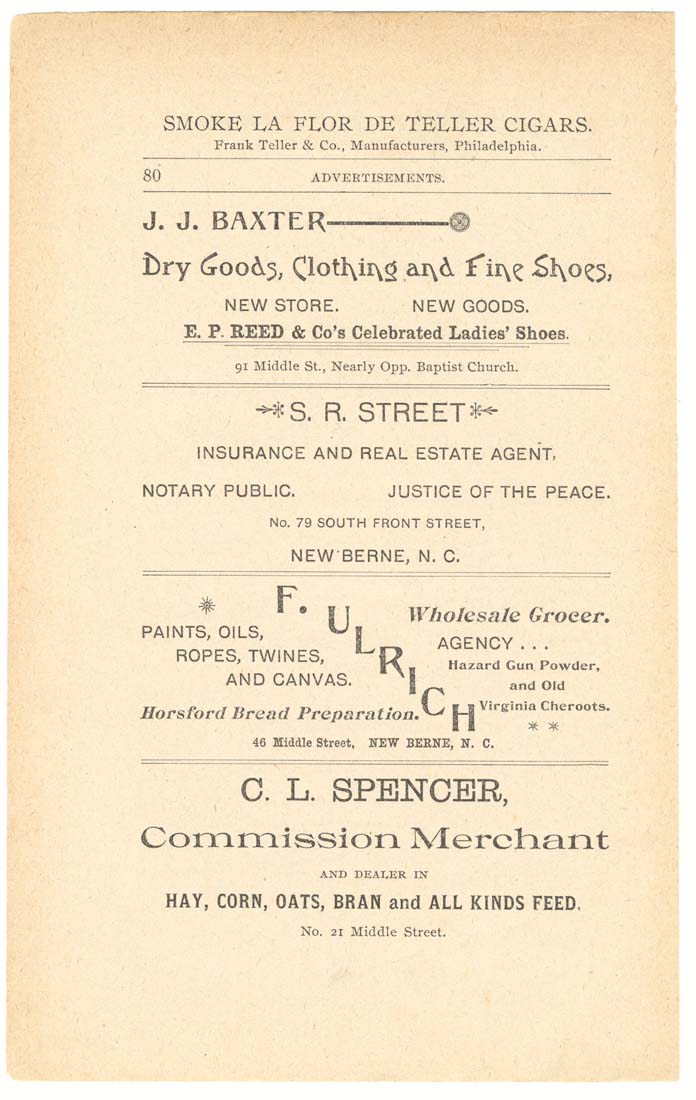 SMOKE LA FLOR DE TELLER CIGARS.
Frank Teller & Co., Manufacturers, Philadelphia.
80 ADVERTISEMENTS.
J. J. BAXTER
Dry Goods, Clothing and Fine Shoes,
NEW STORE. NEW GOODS.
E. P. REED & Co's Celebrated Ladies' Shoes.
91 Middle St., Nearly Opp. Baptist Church.
S. R. STREET
INSURANCE AND REAL ESTATE AGENT,
NOTARY PUBLIC. JUSTICE OF THE PEACE.
No. 79 SOUTH FRONT STREET,
NEW BERNE, N. C.
F. ULRICH
PAINTS, OILS,
ROPES, TWINES,
AND CANVAS.
Horsford Bread Preparation.
Wholesale Grocer.
AGENCY . . .
Hazard Gun Powder,
and Old
Virginia Cheroots.
46 Middle Street, NEW BERNE, N. C.
C. L. SPENCER,
Commission Merchant
AND DEALER IN
HAY, CORN, OATS, BRAN and ALL KINDS FEED.
No. 21 Middle Street.